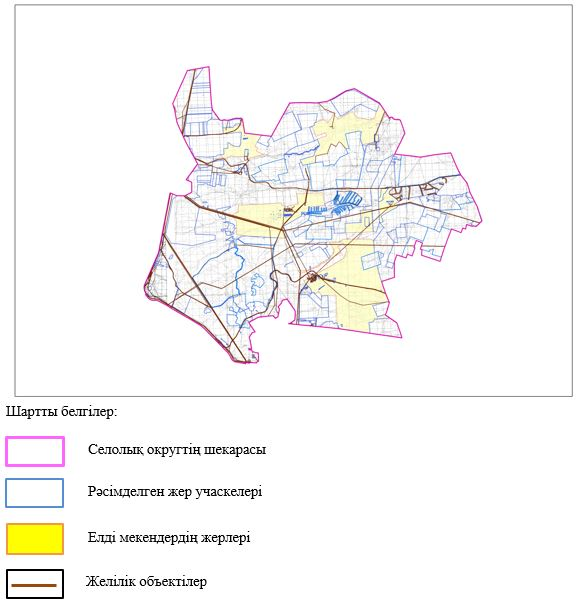 Шартты белгілер:
Селолық округтің шекарасы
Рәсімделген жер учаскелері
Елді мекендердің жерлері
Желілік объектілер